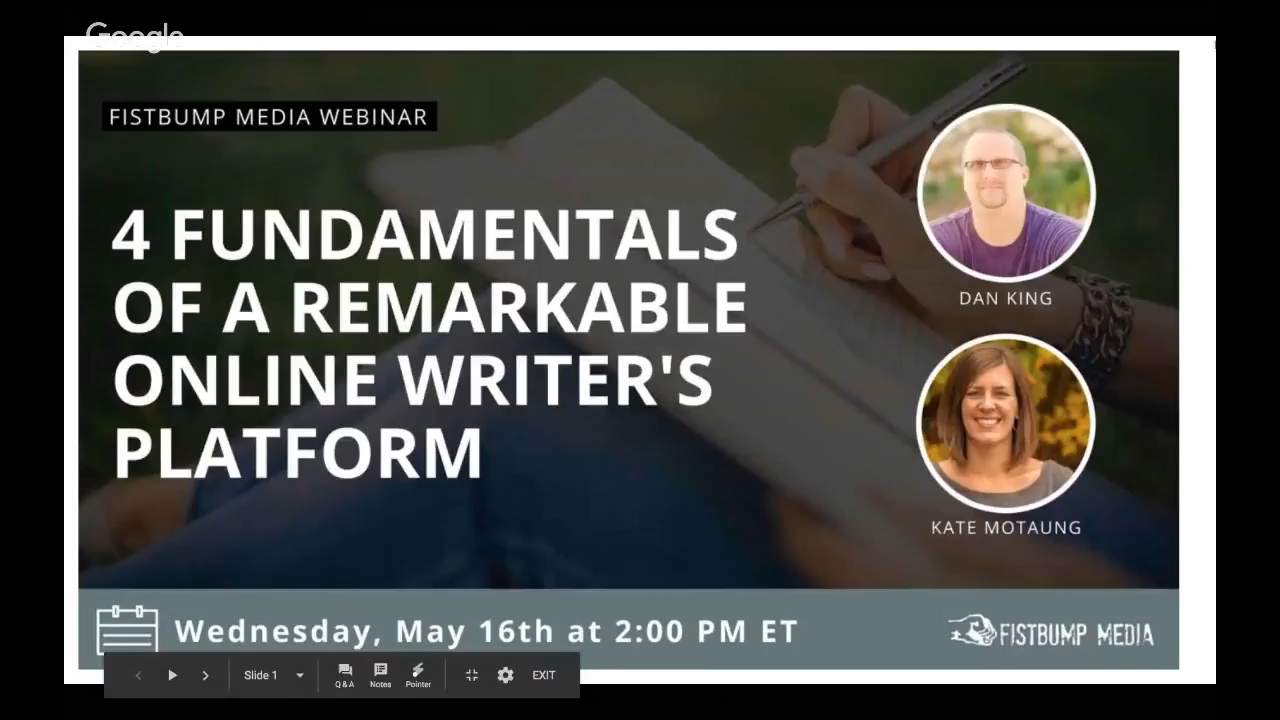 Google
FISTBUMP MEDIA WEBINAR
4 FUNDAMENTALS
OF A REMARKABLE
ONLINE WRITER'S
PLATFORM
DAN KING
KATE MOTAUNG
Wednesday, May 16th at 2:00 PM ET
FISTBUMP MEDIA
Slide 1
Q & A
Notes
Pointer
EXIT